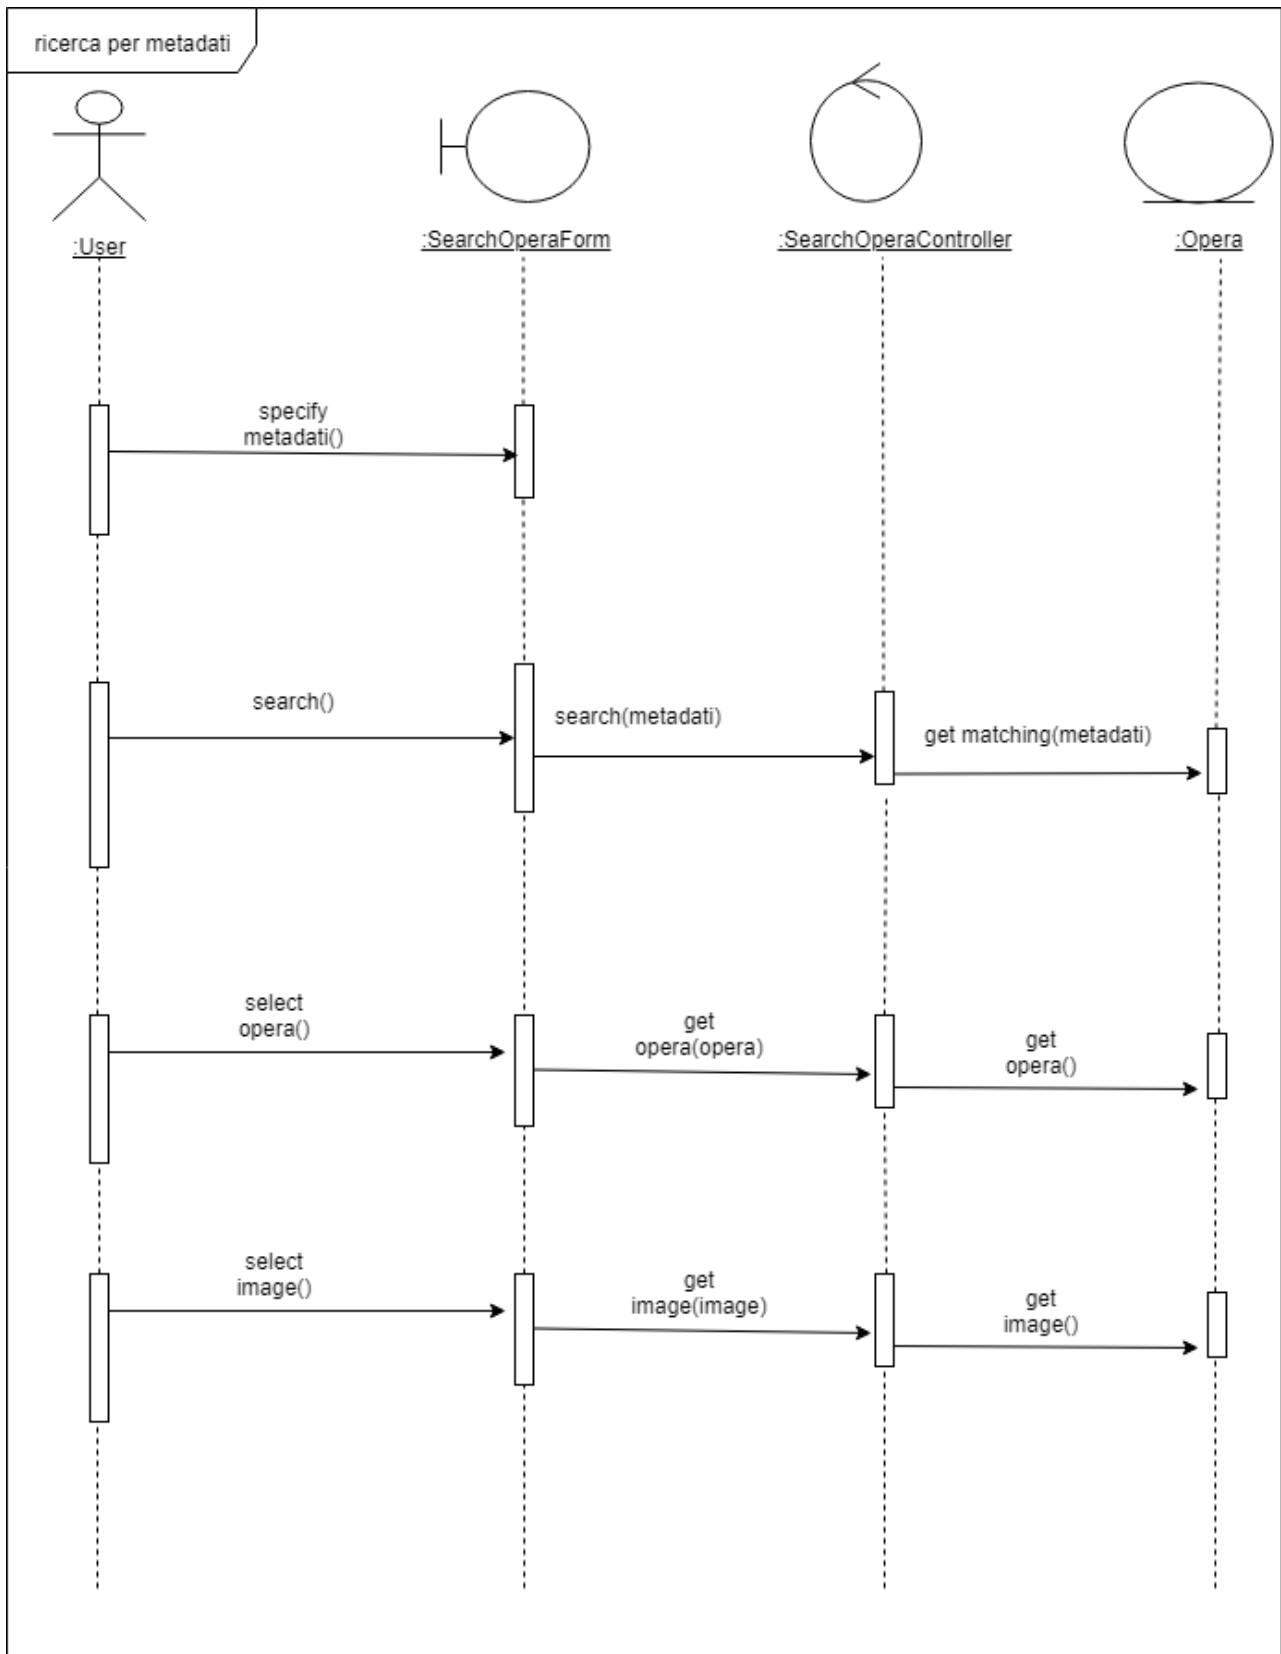 ricerca per metadati
:User
:SearchOperaForm
:SearchOperaController
:Opera
specify
metadati()
search()
search(metadati)
get matching(metadati)
select
opera()
get
opera(opera)
get
opera()
select
image()
get
image(image)
get
image()